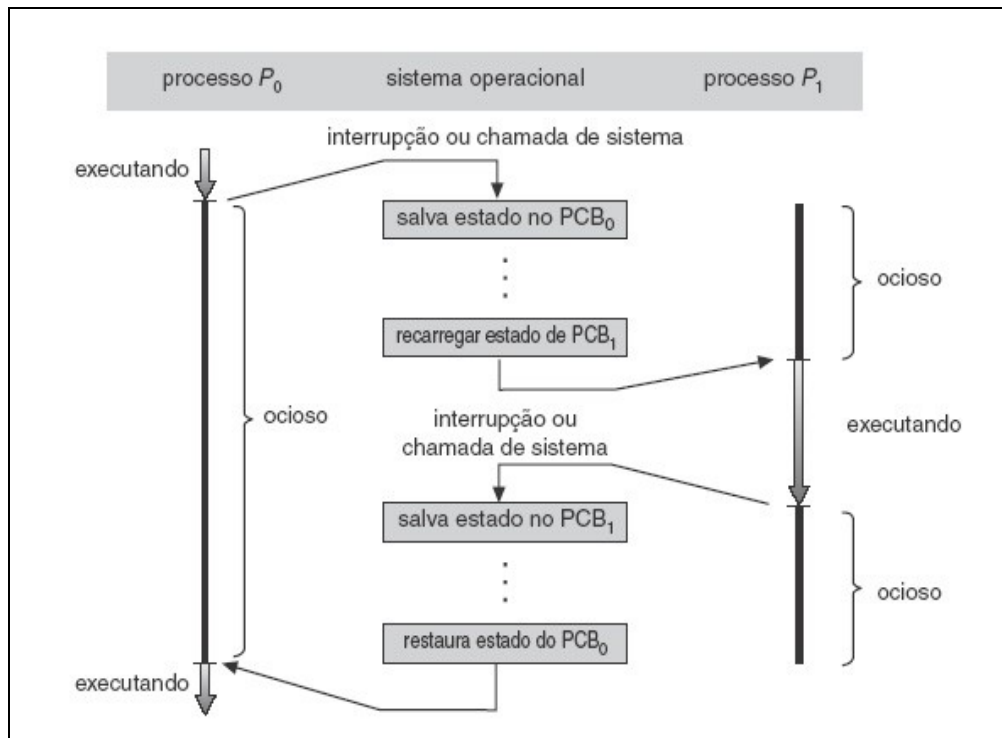 processo P0 sistema operacional processo P1
interrupção ou chamada de sistema
executando
salva estado no PCB0
ocioso
recarregar estado de PCB1
ocioso
interrupção ou
chamada de sistema
executando
salva estado no PCB1
ocioso
restaura estado do PCB0
executando